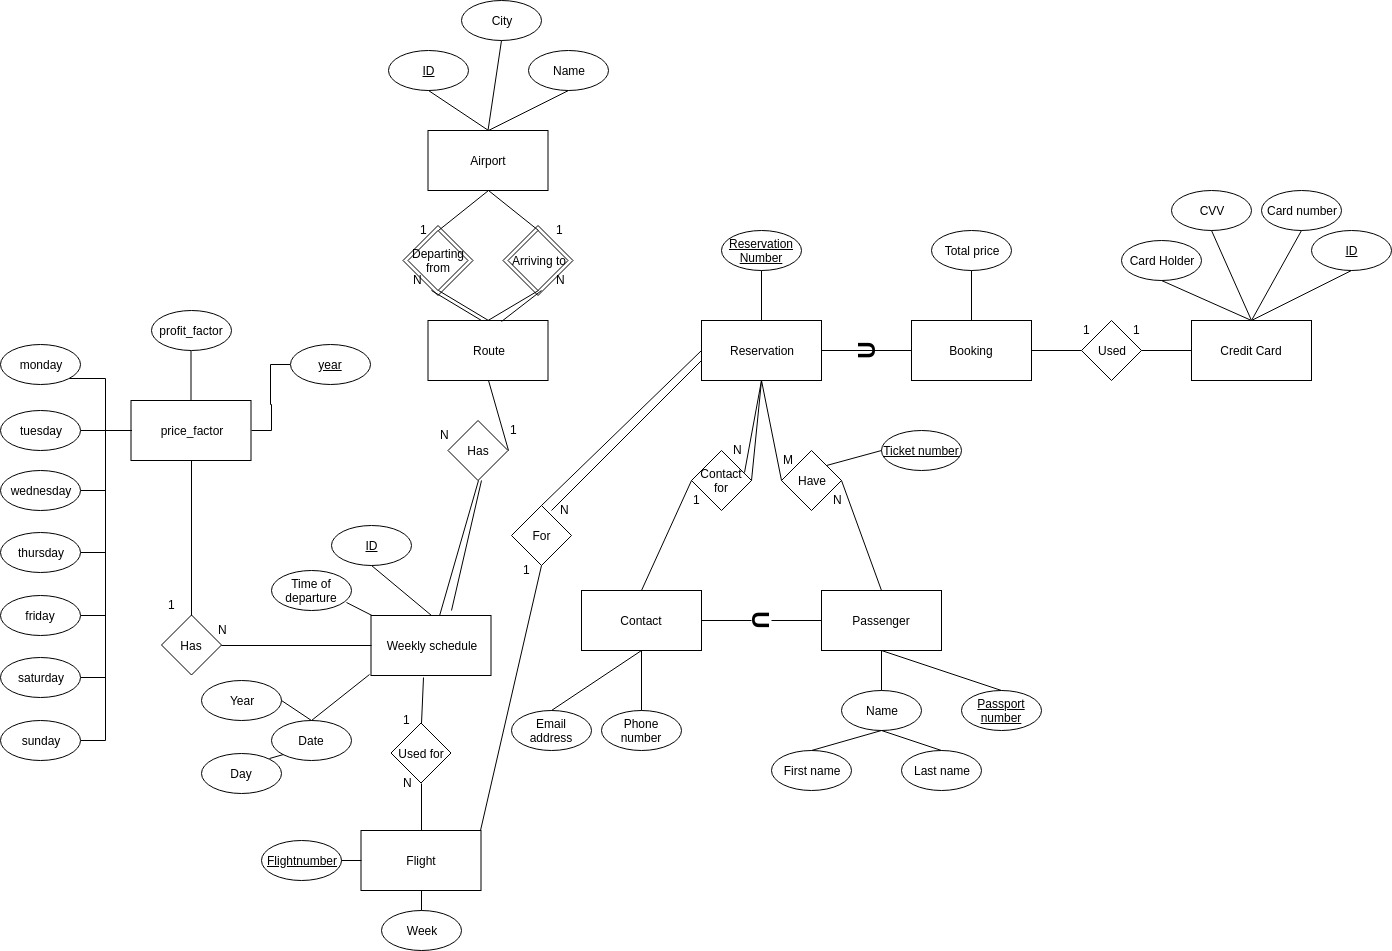 City
ID
Name
Airport
1
1
Departing
from
Arriving to
N
N
Route
Reservation
Number
Total price
CVV
Card number
Card Holder
ID
Reservation
⊃
Booking
1
1
Used
Credit Card
profit_factor
monday
year
tuesday
price_factor
wednesday
thursday
friday
saturday
sunday
N
1
Has
N
M
Ticket number
Contact
for
Have
1
N
N
For
1
ID
Time of
departure
1
N
Has
Weekly schedule
Contact
⊂
Passenger
Year
Date
Day
1
Used for
N
Email
address
Phone
number
Name
Passport
number
First name
Last name
Flightnumber
Flight
Week